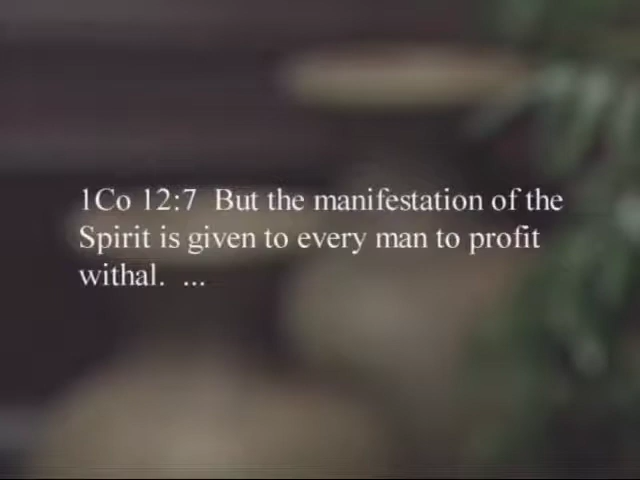 1Co 12:7  But the manifestation of the
Spirit is given to every man to profit
withal.  ...